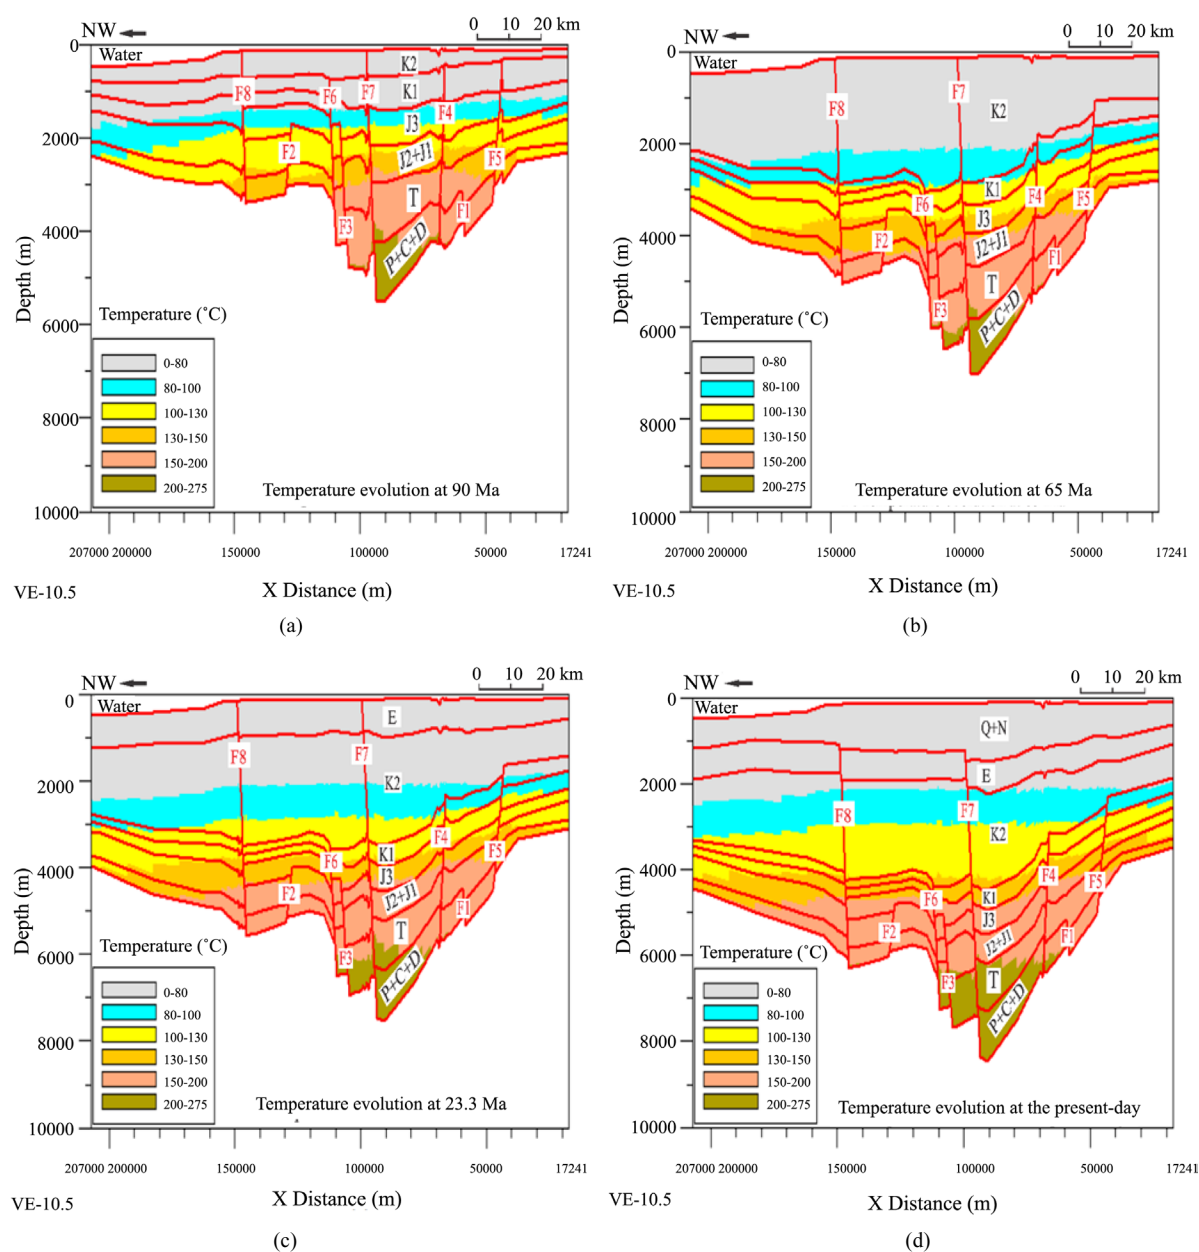 NW
0 10 20 km
0
Water
K2
K1
F8
F6
F7
F4
J3
2000
F2
J2+J1
F5
T
F1
F3
4000
P+C+D
Depth (m)
Temperature (˚C)
6000
0-80
80-100
100-130
8000
130-150
150-200
200-275
Temperature evolution at 90 Ma
10000
207000 200000 150000 100000 50000 17241
VE-10.5
X Distance (m)
(a)
NW
0 10 20 km
0
Water
F7
F8
K2
2000
K1
F4
F5
F6
J3
4000
F2
J2+J1
F1
T
F3
P+C+D
Depth (m)
Temperature (˚C)
6000
0-80
80-100
100-130
8000
130-150
150-200
200-275
Temperature evolution at 65 Ma
10000
207000 200000 150000 100000 50000 17241
VE-10.5
X Distance (m)
(b)
NW
0 10 20 km
0
Water
E
F8
F7
K2
2000
F4
K1
F6
F5
4000
J3
F2
J2+J1
F1
T
F3
P+C+D
Depth (m)
Temperature (˚C)
6000
0-80
80-100
100-130
8000
130-150
150-200
200-275
Temperature evolution at 23.3 Ma
10000
207000 200000 150000 100000 50000 17241
VE-10.5
X Distance (m)
(c)
NW
0 10 20 km
0
Water
Q+N
E
2000
F8
F7
K2
4000
F4
F5
F6
K1
J3
F2
J2+J1
F1
T
F3
P+C+D
Depth (m)
Temperature (˚C)
6000
0-80
80-100
100-130
8000
130-150
150-200
200-275
Temperature evolution at the present-day
10000
207000 200000 150000 100000 50000 17241
VE-10.5
X Distance (m)
(d)